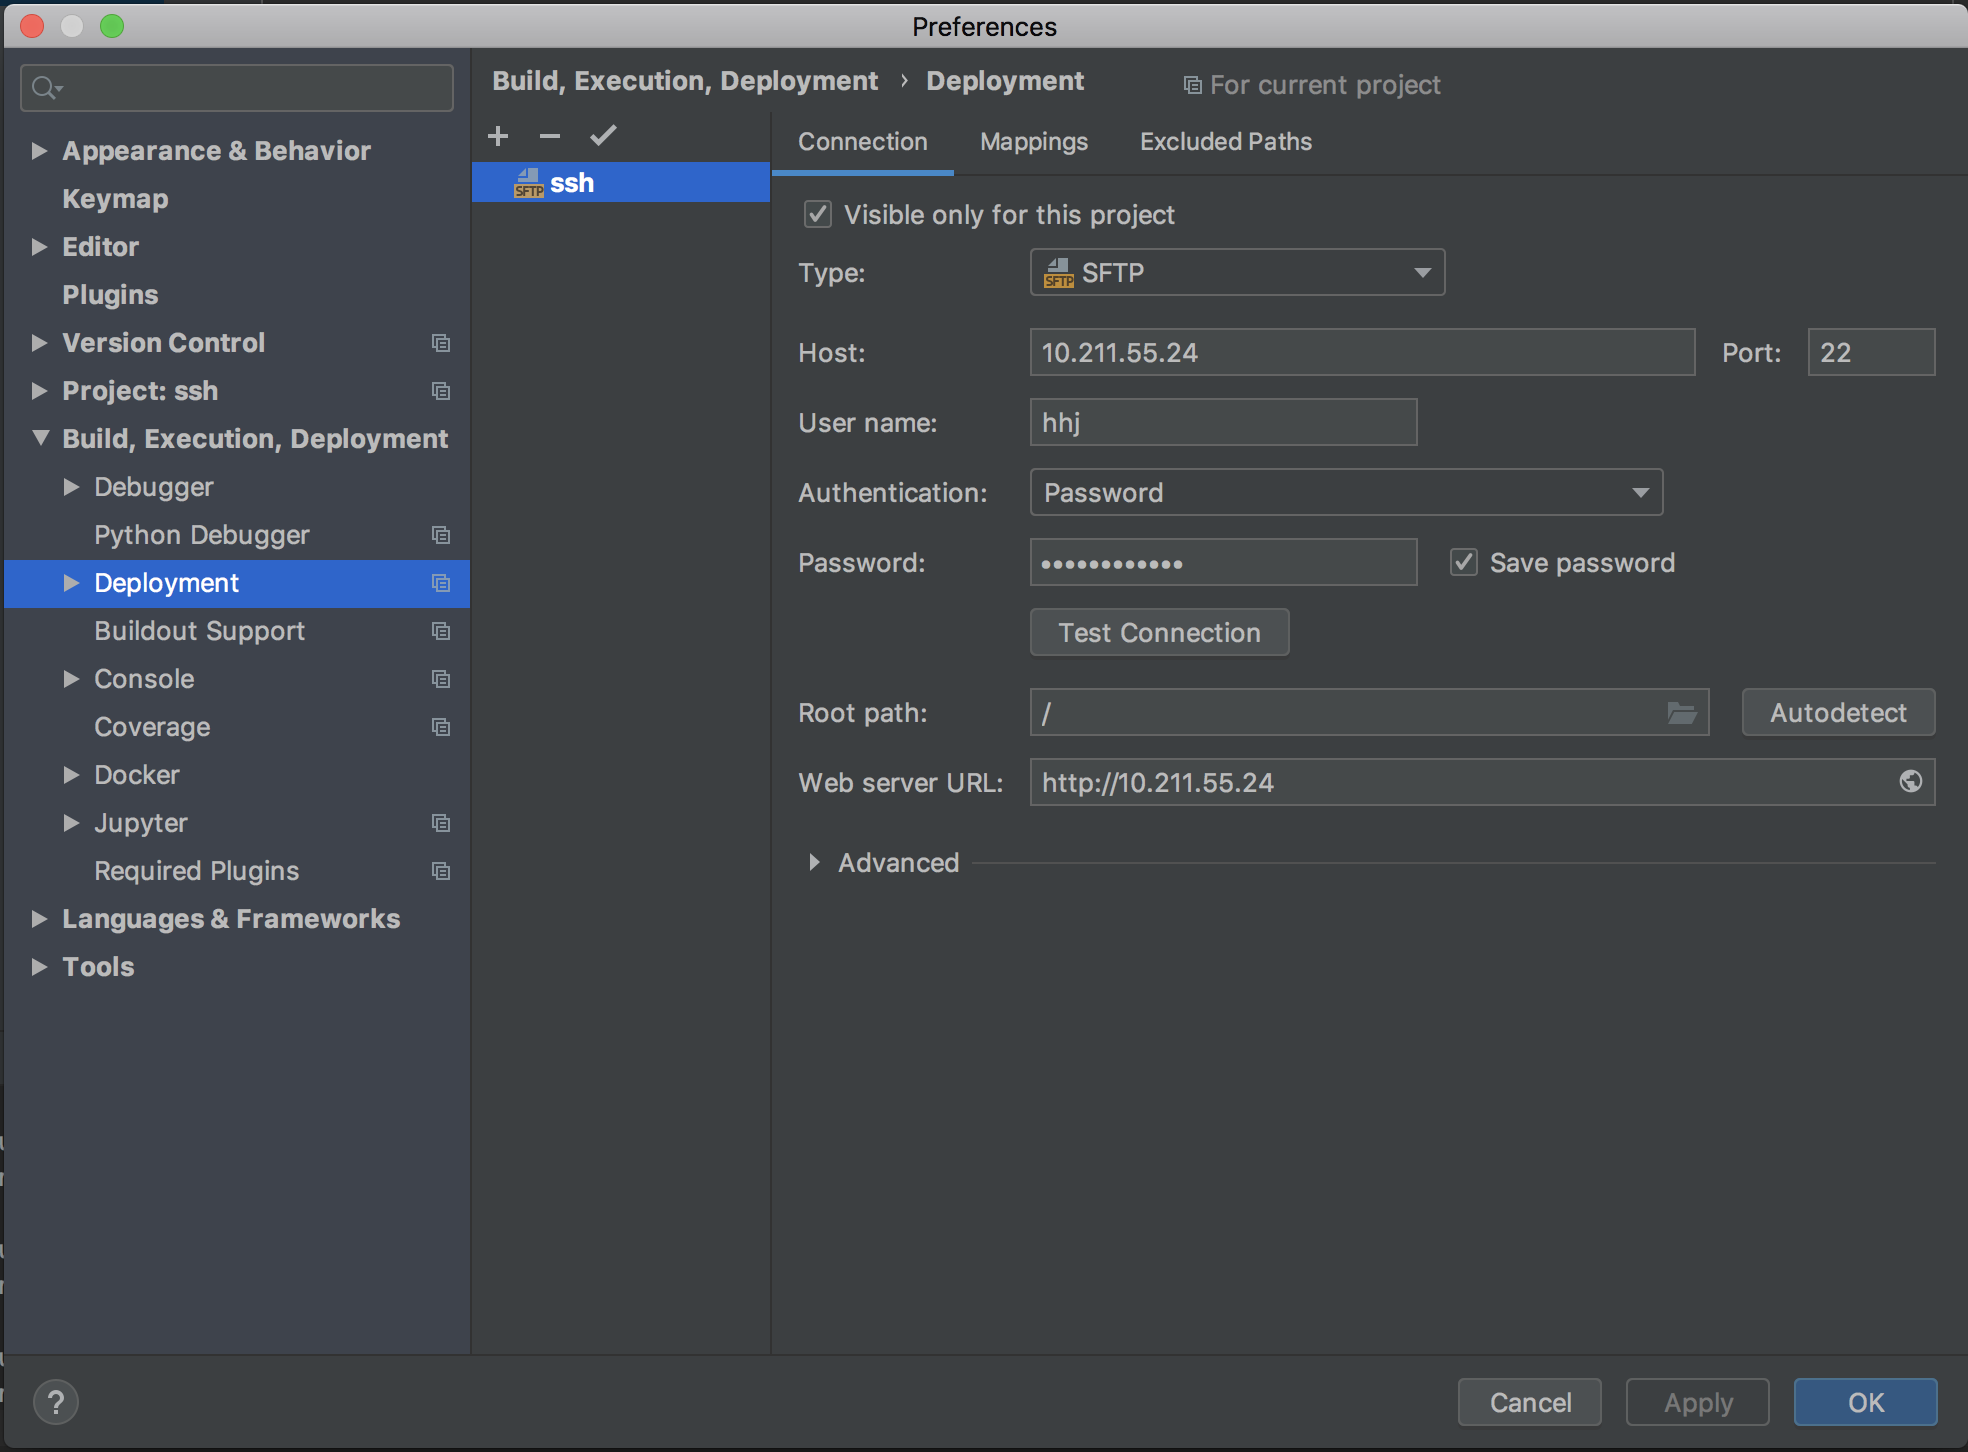 Preferences
Build, Execution, Deployment › Deployment
For current project
Appearance & Behavior
Keymap
Editor
Plugins
Version Control
Project: ssh
Build, Execution, Deployment
Debugger
Python Debugger
Deployment
Buildout Support
Console
Coverage
Docker
Jupyter
Required Plugins
Languages & Frameworks
Tools
SFTP ssh
Connection Mappings Excluded Paths
Visible only for this project
Type: SFTP SFTP
Host: 10.211.55.24 Port: 22
User name: hhj
Authentication: Password
Password: •••••••••••• Save password
Test Connection
Root path: / Autodetect
Web server URL: http://10.211.55.24
Advanced
? Cancel Apply OK